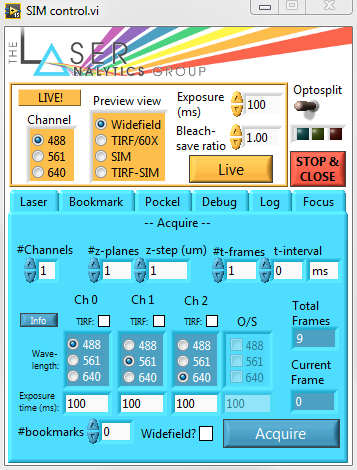 SIM control.vi
THE LASER
ANALYTICS GROUP
LIVE!
Channel
488
561
640
Preview view
Widefield
TIRF/60X
SIM
TIRF-SIM
Exposure
(ms)
100
Bleach-
save ratio
1.00
Live
Optosplit
STOP &
CLOSE
Laser Bookmark Pockel Debug Log Focus
-- Acquire --
#Channels #z-planes z-step (um) #t-frames t-interval
1 1 1 1 0 ms
Ch 0 Ch 1 Ch 2
Info TIRF: TIRF: TIRF: O/S
Wave-
length:
488 488 488 488
561 561 561 561
640 640 640 640
Exposure
time (ms):
100 100 100 100
Total
Frames
9
Current
Frame
0
#bookmarks 0 Widefield? Acquire